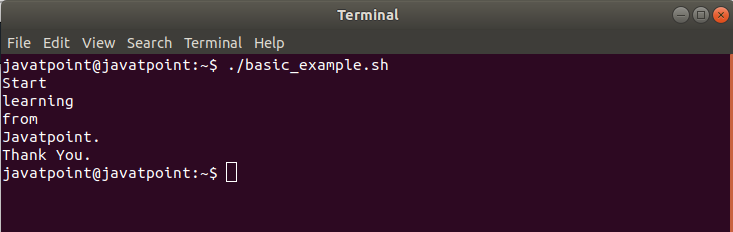 Terminal
File Edit View Search Terminal Help
javatpoint@javatpoint:~$ ./basic_example.sh
Start
learning
from
Javatpoint.
Thank You.
javatpoint@javatpoint:~$